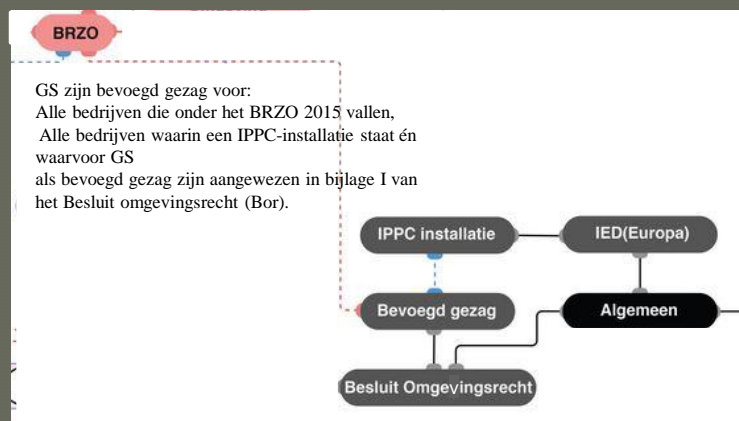 BRZO
GS zijn bevoegd gezag voor:
Alle bedrijven die onder het BRZO 2015 vallen,
Alle bedrijven waarin een IPPC-installatie staat én
waarvoor GS
als bevoegd gezag zijn aangewezen in bijlage I van
het Besluit omgevingsrecht (Bor).
IPPC installatie
IED(Europa)
Bevoegd gezag
Algemeen
Besluit Omgevingsrecht